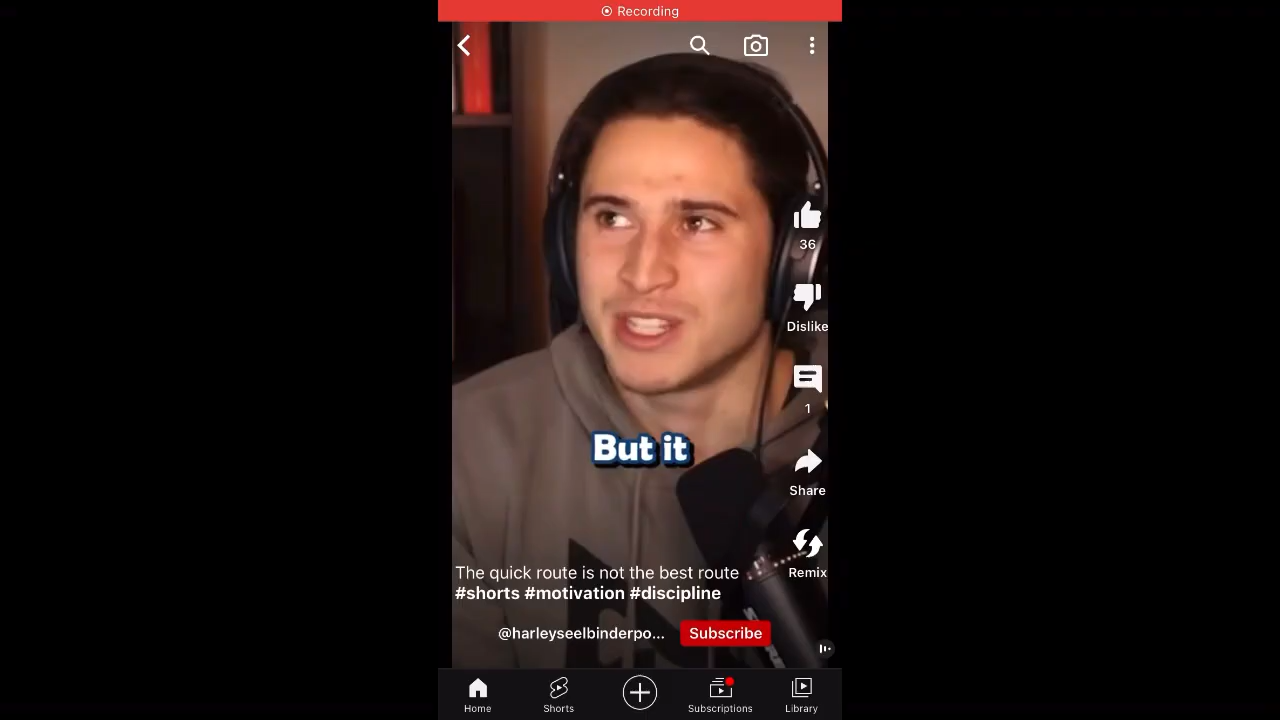 Recording
36
Dislike
But it
1
Share
The quick route is not the best route
#shorts #motivation #discipline
Remix
@harleyseelbinderpo...
Subscribe
Home
Shorts
Subscriptions
Library